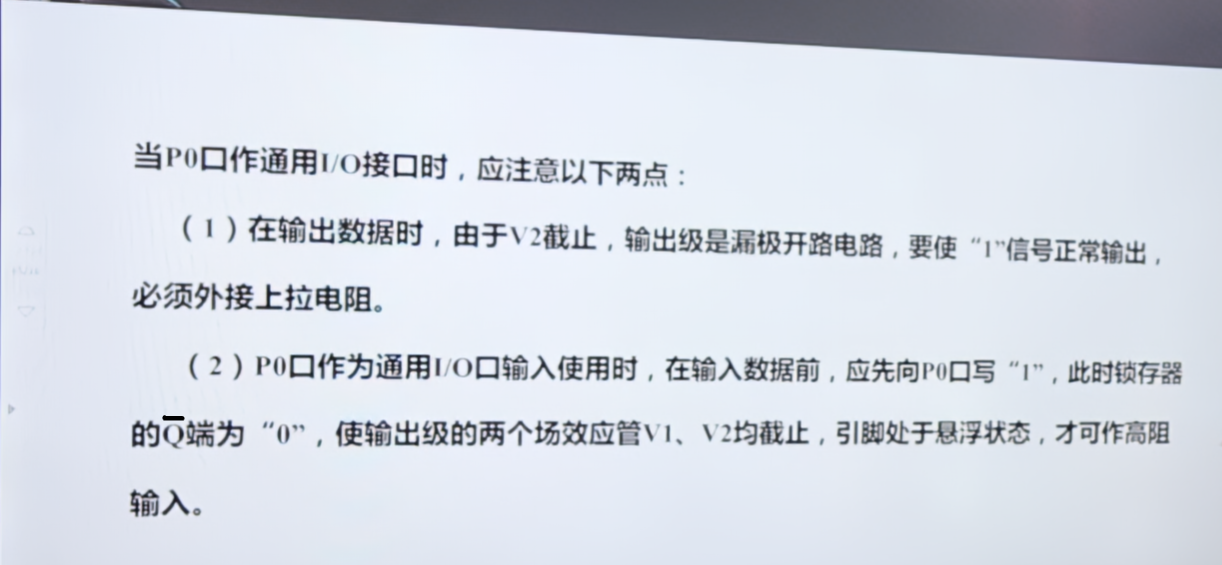 当P0口作通用I/O接口时，应注意以下两点：
（1）在输出数据时，由于V2截止，输出级是漏极开路电路，要使“1”信号正常输出，
必须外接上拉电阻。
（2）P0口作为通用I/O口输入使用时，在输入数据前，应先向P0口写“1”，此时锁存器
的Q̅端为“0”，使输出级的两个场效应管V1、V2均截止，引脚处于悬浮状态，才可作高阻
输入。